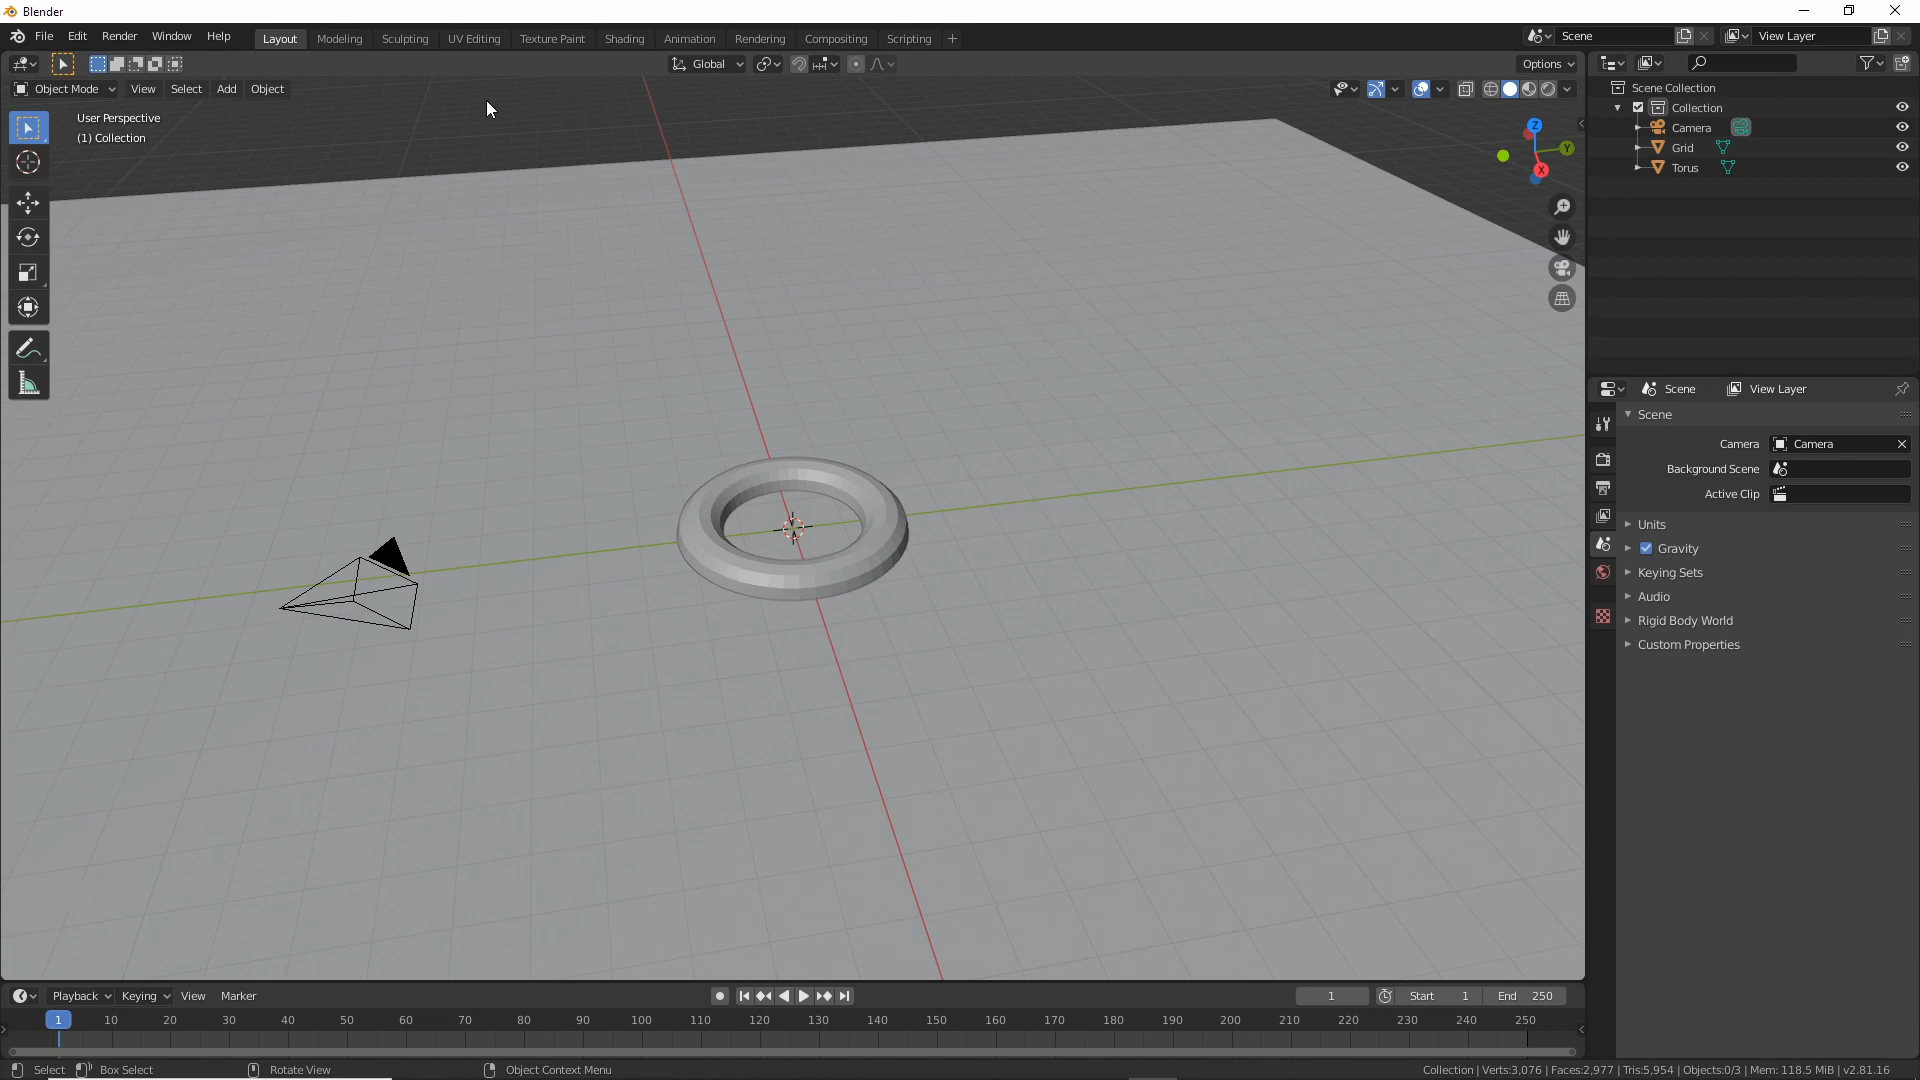 Blender
File Edit Render Window Help Layout Modeling Sculpting UV Editing Texture Paint Shading Animation Rendering Compositing Scripting + Scene View Layer
Global Options
Object Mode View Select Add Object
User Perspective
(1) Collection
Z
Y
X
Scene Collection
Collection
Camera
Grid
Torus
Scene View Layer
Scene
Camera Camera
Background Scene
Active Clip
Units
Gravity
Keying Sets
Audio
Rigid Body World
Custom Properties
Playback Keying View Marker 1 Start 1 End 250
1 10 20 30 40 50 60 70 80 90 100 110 120 130 140 150 160 170 180 190 200 210 220 230 240 250
Select Box Select Rotate View Object Context Menu Collection | Verts:3,076 | Faces:2,977 | Tris:5,954 | Objects:0/3 | Mem: 118.5 MiB | v2.81.16